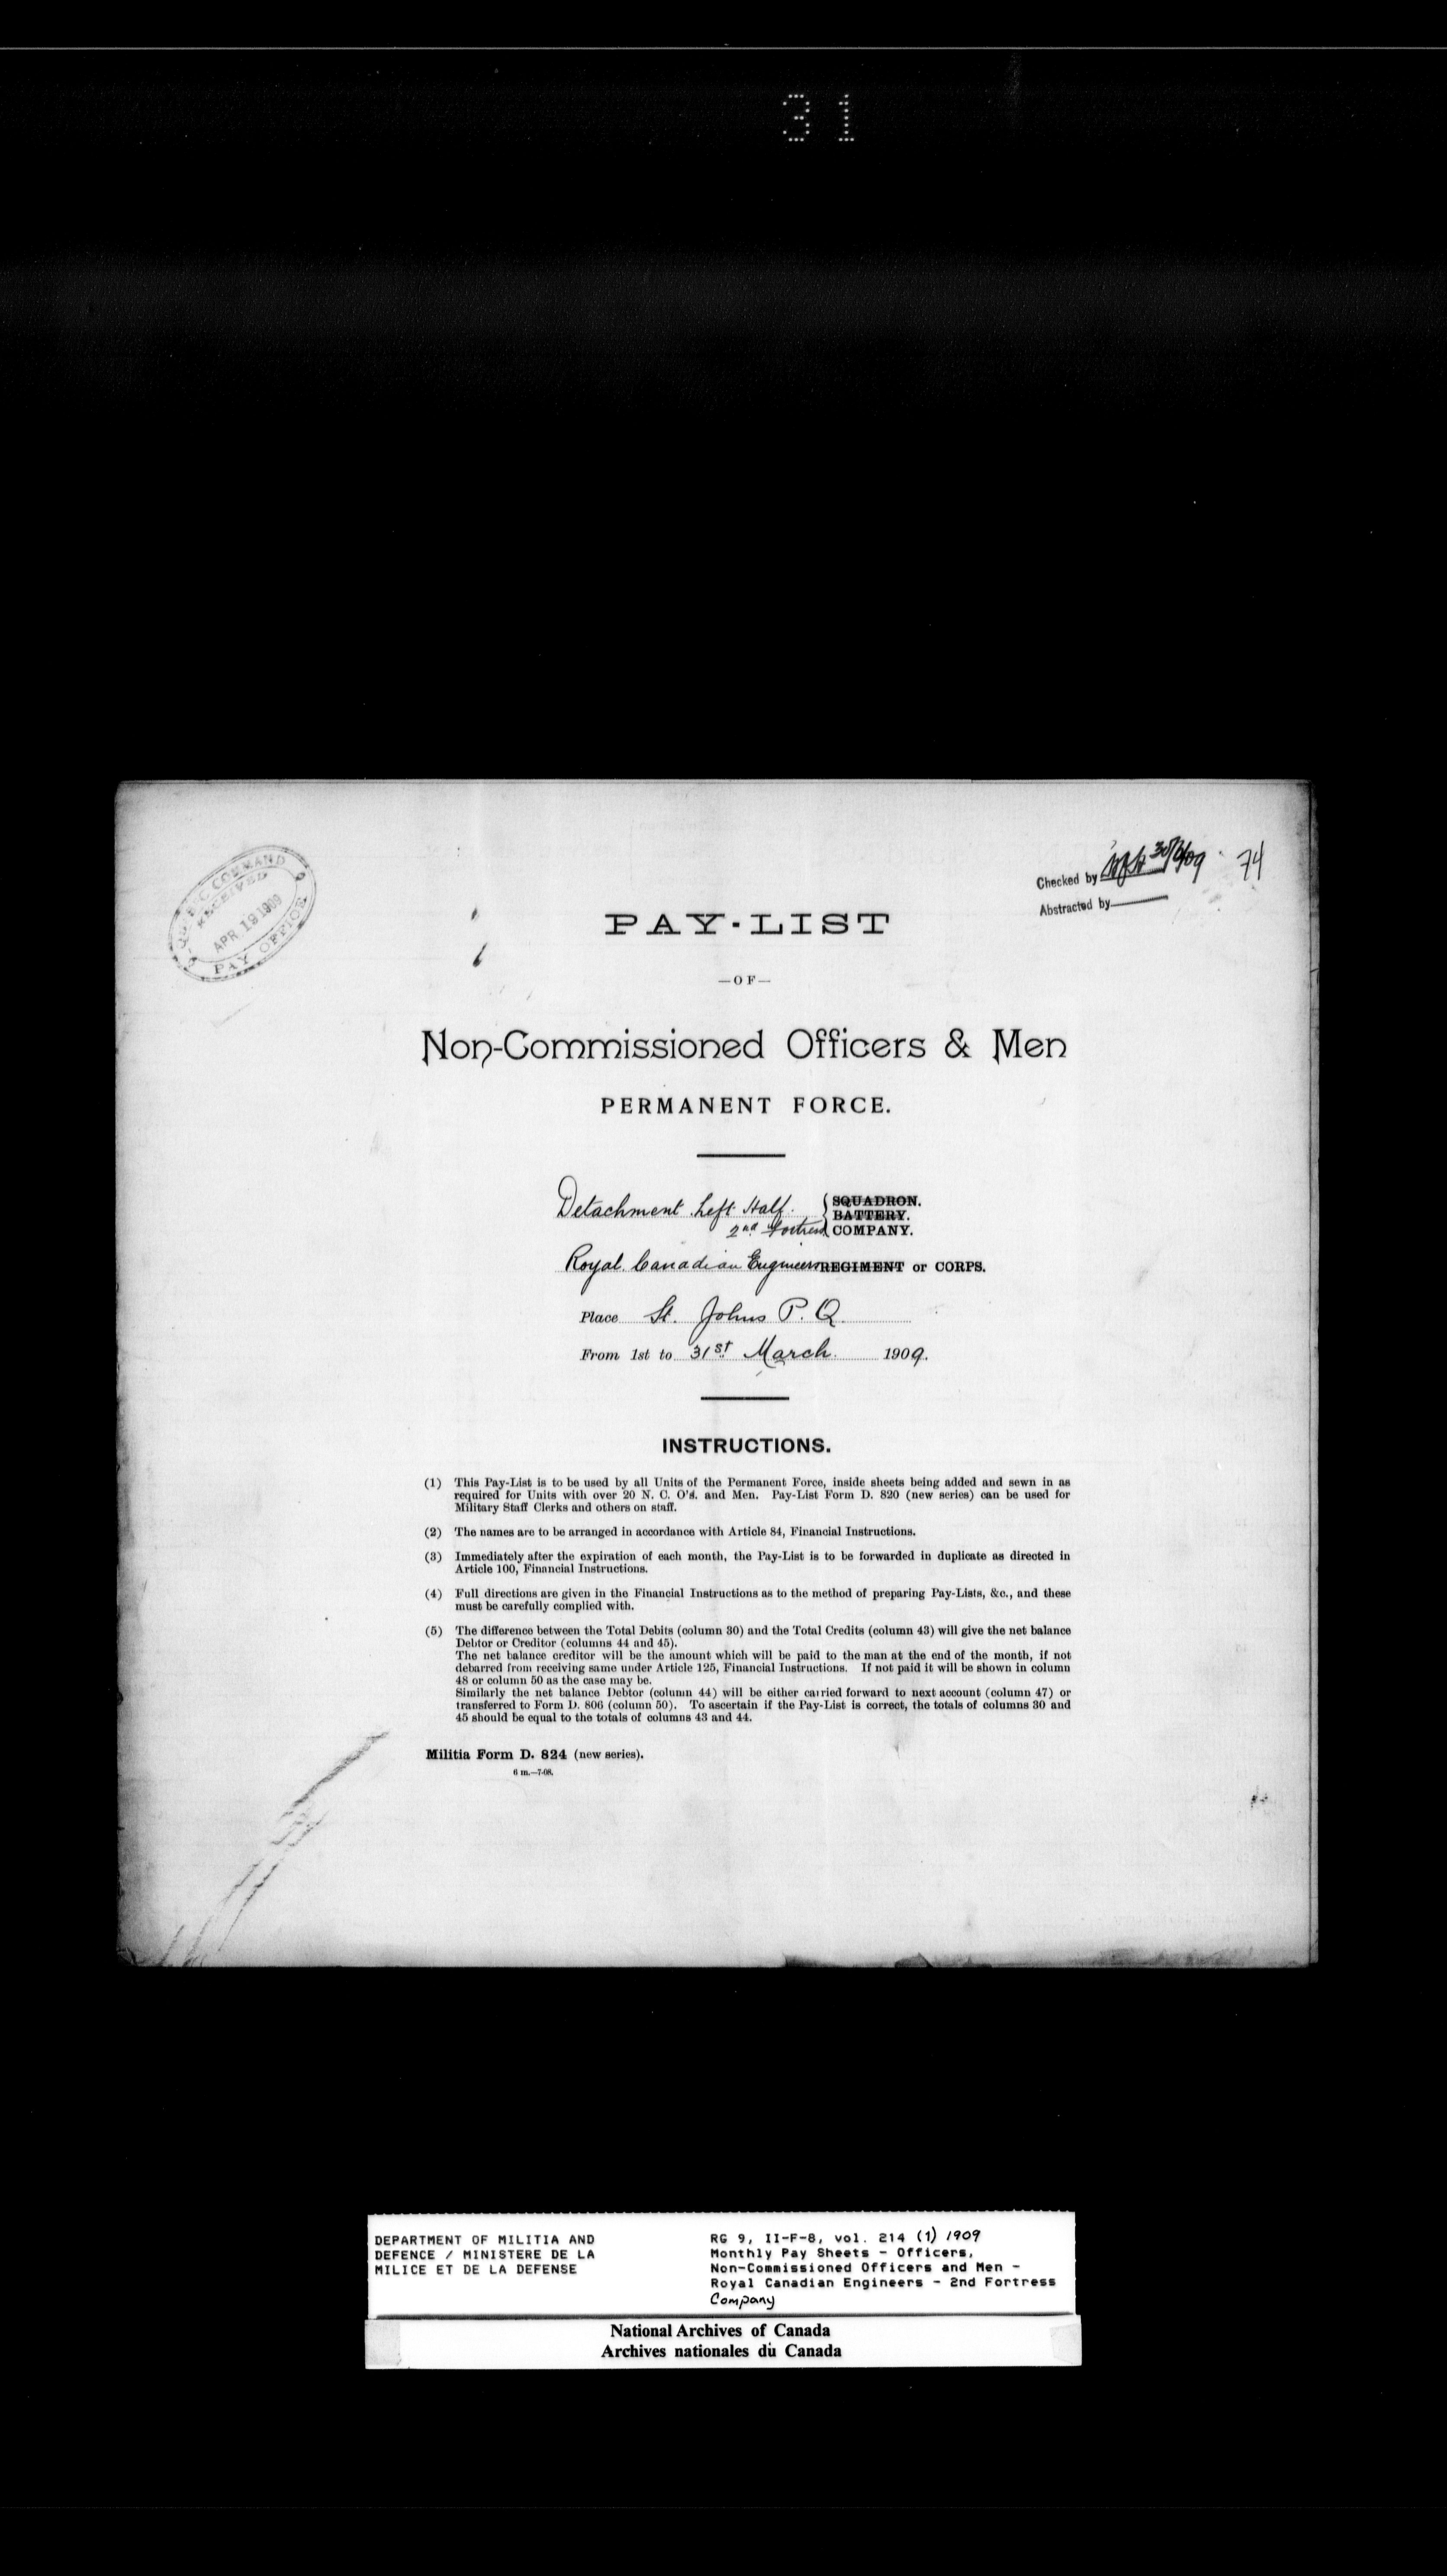 31
QUEBEC COMMAND
RECEIVED
APR 19 1909
PAY OFFICE
Checked by 30/6/09 74
Abstracted by
PAY-LIST
—OF—
Non-Commissioned Officers & Men
PERMANENT FORCE.
Detachment Left Half. SQUADRON.
BATTERY.
2nd Fortress COMPANY.
Royal Canadian Engineers REGIMENT or CORPS.
Place St. Johns P.Q.
From 1st to 31st March. 1909.
INSTRUCTIONS.
(1) This Pay-List is to be used by all Units of the Permanent Force, inside sheets being added and sewn in as
required for Units with over 20 N. C. O's. and Men. Pay-List Form D. 820 (new series) can be used for
Military Staff Clerks and others on staff.
(2) The names are to be arranged in accordance with Article 84, Financial Instructions.
(3) Immediately after the expiration of each month, the Pay-List is to be forwarded in duplicate as directed in
Article 100, Financial Instructions.
(4) Full directions are given in the Financial Instructions as to the method of preparing Pay-Lists, &c., and these
must be carefully complied with.
(5) The difference between the Total Debits (column 30) and the Total Credits (column 43) will give the net balance
Debtor or Creditor (columns 44 and 45).
The net balance creditor will be the amount which will be paid to the man at the end of the month, if not
debarred from receiving same under Article 125, Financial Instructions. If not paid it will be shown in column
48 or column 50 as the case may be.
Similarly the net balance Debtor (column 44) will be either carried forward to next account (column 47) or
transferred to Form D. 806 (column 50). To ascertain if the Pay-List is correct, the totals of columns 30 and
45 should be equal to the totals of columns 43 and 44.
Militia Form D. 824 (new series).
6 m.—7-08.
DEPARTMENT OF MILITIA AND
DEFENCE / MINISTERE DE LA
MILICE ET DE LA DEFENSE
RG 9, II-F-8, vol. 214 (1) 1909
Monthly Pay Sheets - Officers,
Non-Commissioned Officers and Men -
Royal Canadian Engineers - 2nd Fortress
Company
National Archives of Canada
Archives nationales du Canada